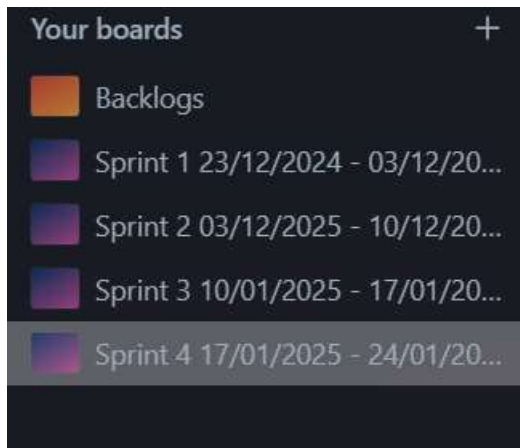 Your boards
Backlogs
Sprint 1 23/12/2024 - 03/12/20...
Sprint 2 03/12/2025 - 10/12/20...
Sprint 3 10/01/2025 - 17/01/20...
Sprint 4 17/01/2025 - 24/01/20...